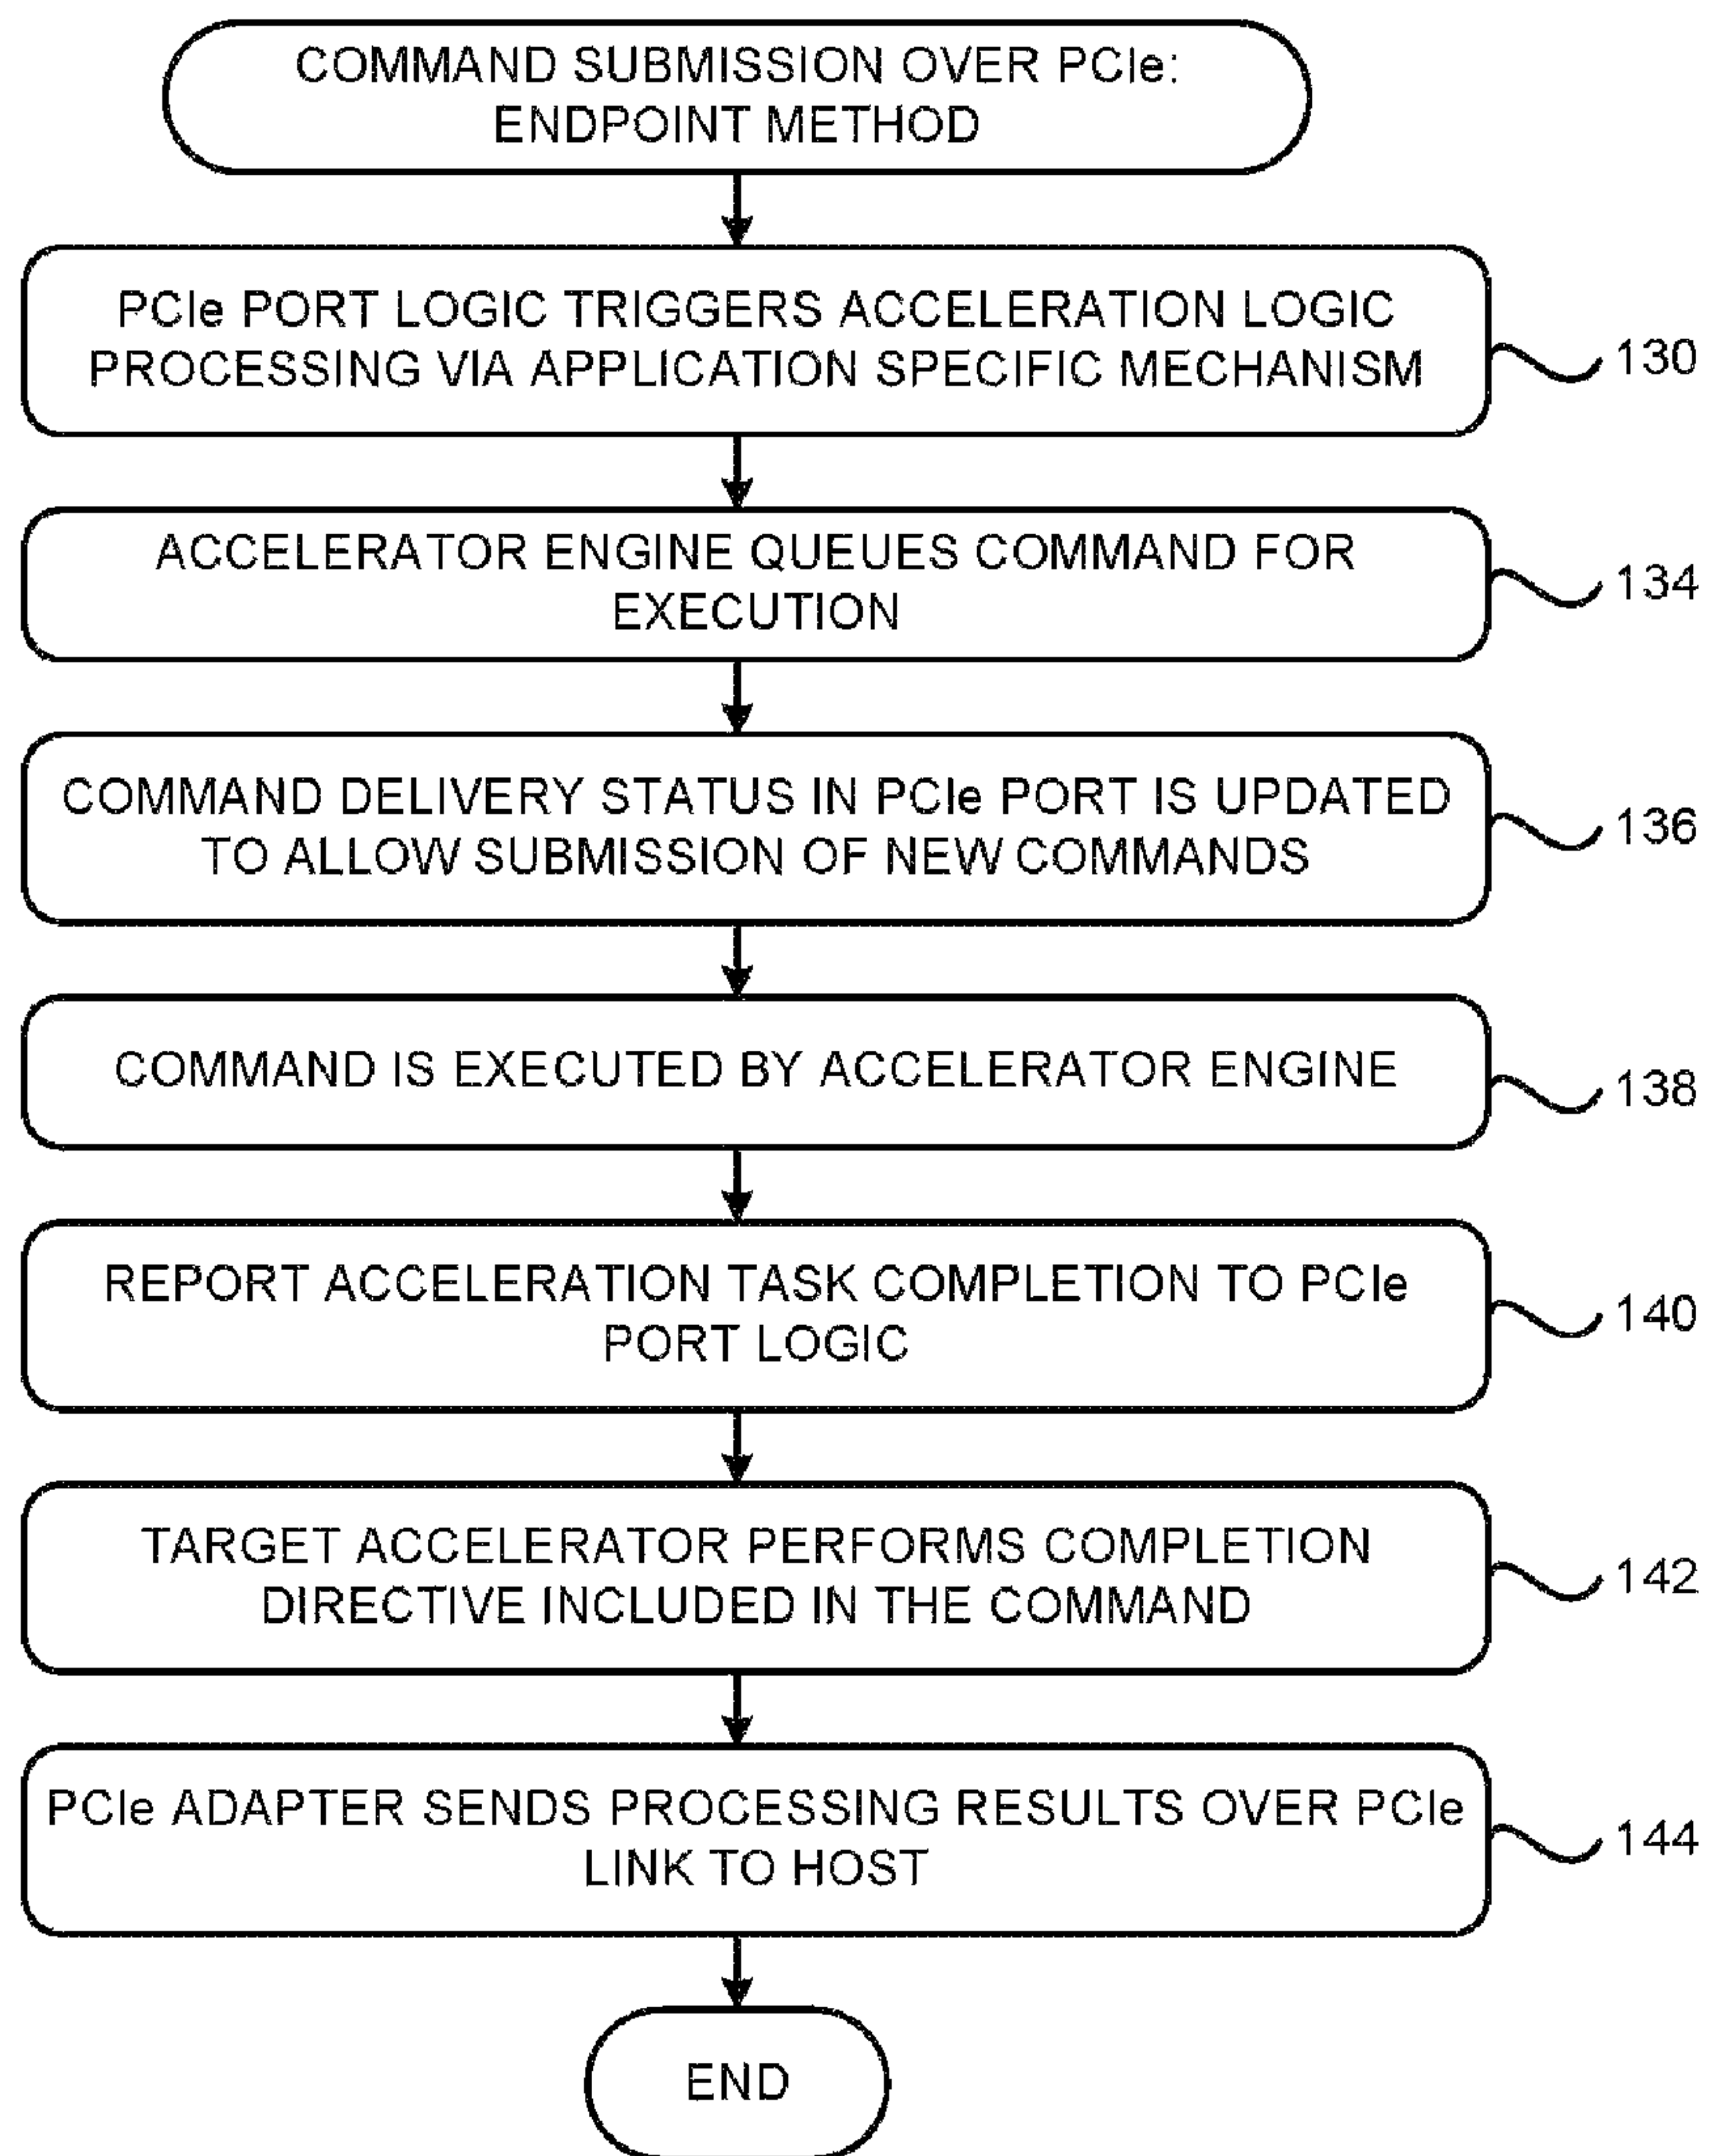 COMMAND SUBMISSION OVER PCIe:
ENDPOINT METHOD
PCIe PORT LOGIC TRIGGERS ACCELERATION LOGIC
PROCESSING VIA APPLICATION SPECIFIC MECHANISM
130
ACCELERATOR ENGINE QUEUES COMMAND FOR
EXECUTION
134
COMMAND DELIVERY STATUS IN PCIe PORT IS UPDATED
TO ALLOW SUBMISSION OF NEW COMMANDS
136
COMMAND IS EXECUTED BY ACCELERATOR ENGINE
138
REPORT ACCELERATION TASK COMPLETION TO PCIe
PORT LOGIC
140
TARGET ACCELERATOR PERFORMS COMPLETION
DIRECTIVE INCLUDED IN THE COMMAND
142
PCIe ADAPTER SENDS PROCESSING RESULTS OVER PCIe
LINK TO HOST
144
END